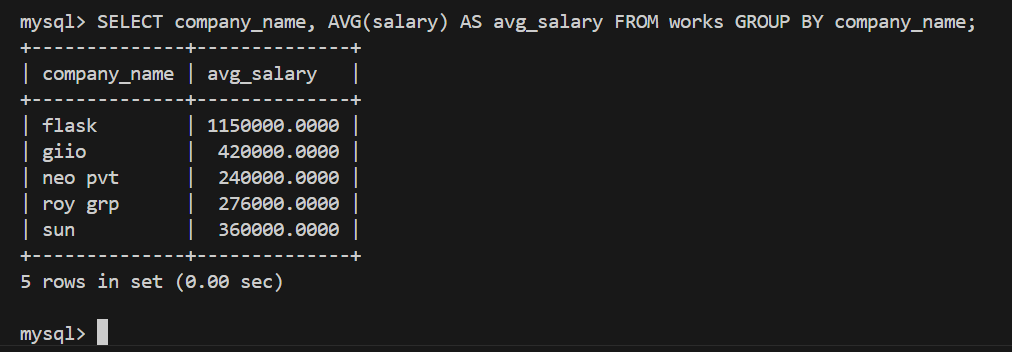 mysql> SELECT company_name, AVG(salary) AS avg_salary FROM works GROUP BY company_name;
+--------------+--------------+
| company_name | avg_salary   |
+--------------+--------------+
| flask        | 1150000.0000 |
| giio         |  420000.0000 |
| neo pvt      |  240000.0000 |
| roy grp      |  276000.0000 |
| sun          |  360000.0000 |
+--------------+--------------+
5 rows in set (0.00 sec)
mysql>